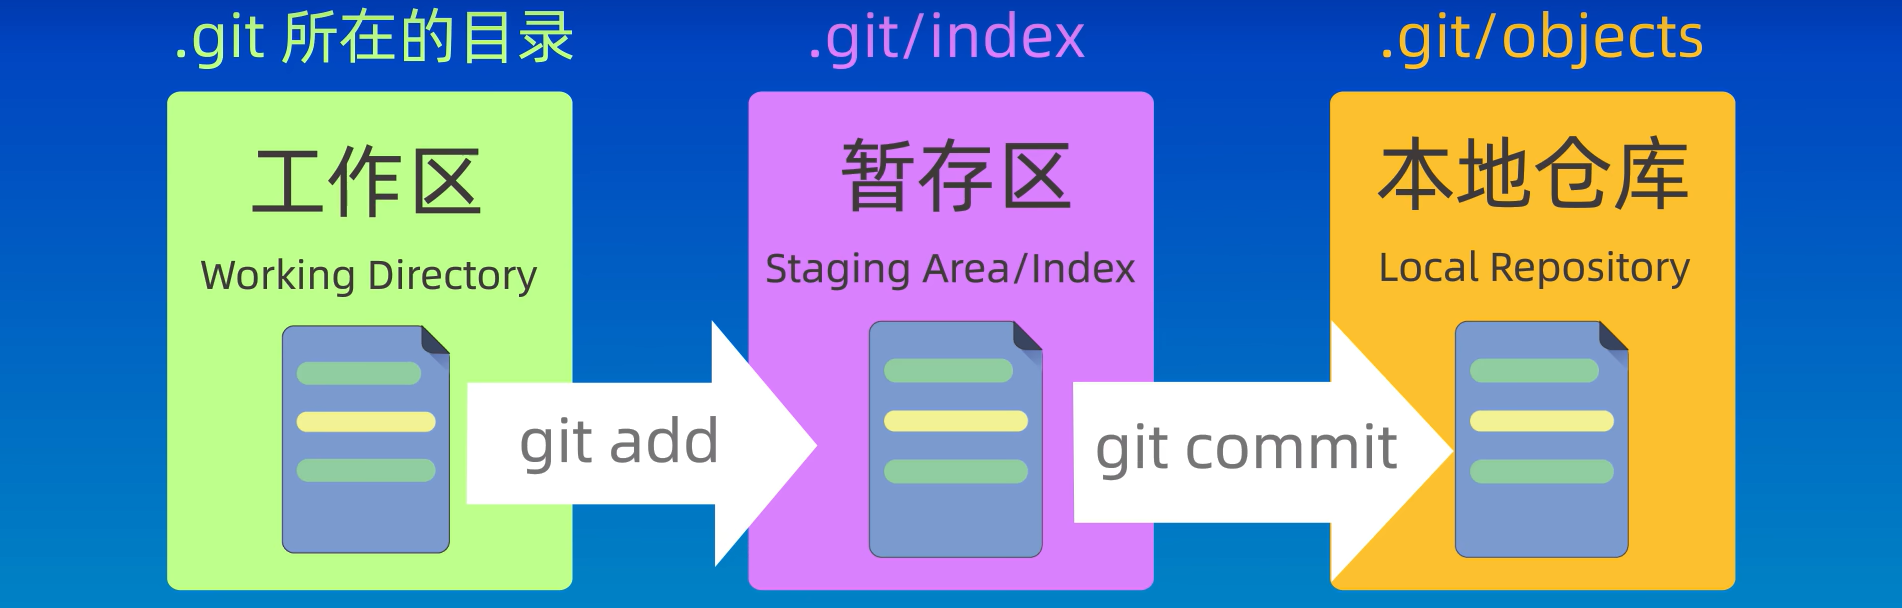 .git 所在的目录
.git/index
.git/objects
工作区
暂存区
本地仓库
Working Directory
Staging Area/Index
Local Repository
git add
git commit